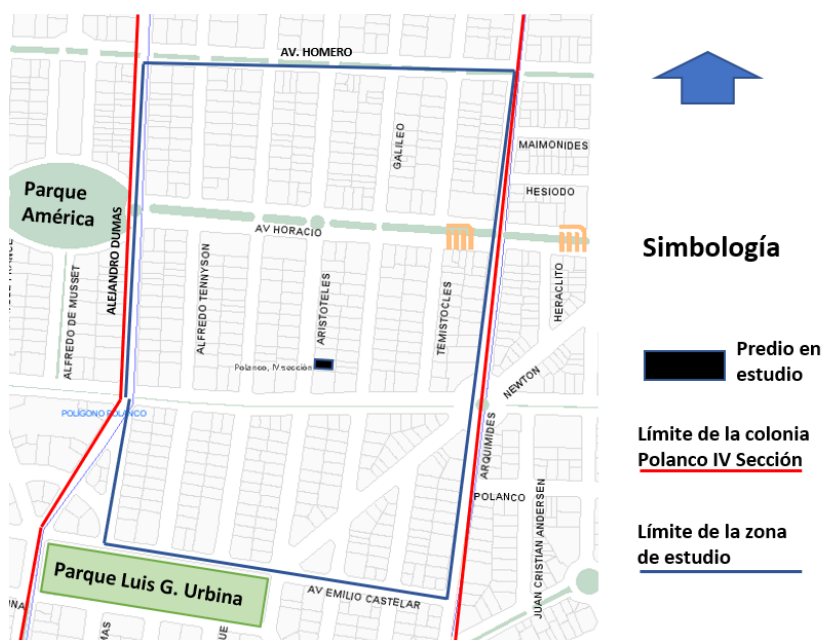 AV. HOMERO
GALILEO
MAIMONIDES
HESIODO
Parque
América
AV HORACIO
ALEJANDRO DUMAS
ALFREDO DE MUSSET
ALFREDO TENNYSON
ARISTOTELES
TEMISTOCLES
HERACLITO
Polanco, IV sección
NEWTON
POLÍGONO POLANCO
ARQUIMIDES
POLANCO
JUAN CRISTIAN ANDERSEN
Parque Luis G. Urbina
AV EMILIO CASTELAR
Simbología
Predio en
estudio
Límite de la colonia
Polanco IV Sección
Límite de la zona
de estudio